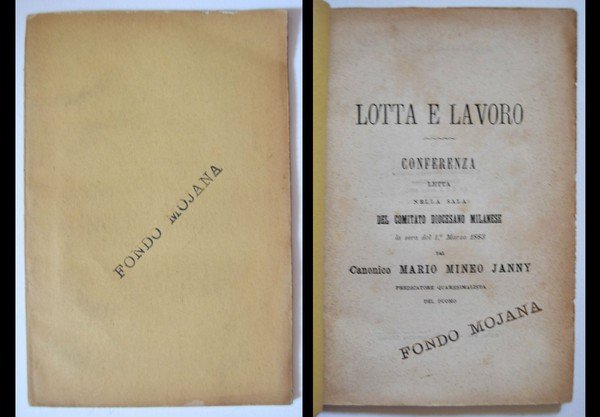 FONDO MOJANA
LOTTA E LAVORO
CONFERENZA
LETTA
NELLA SALA
DEL COMITATO DIOCESANO MILANESE
la sera del 1.º Marzo 1883
DAL
Canonico MARIO MINEO JANNY
PREDICATORE QUARESIMALISTA
DEL DUOMO
FONDO MOJANA